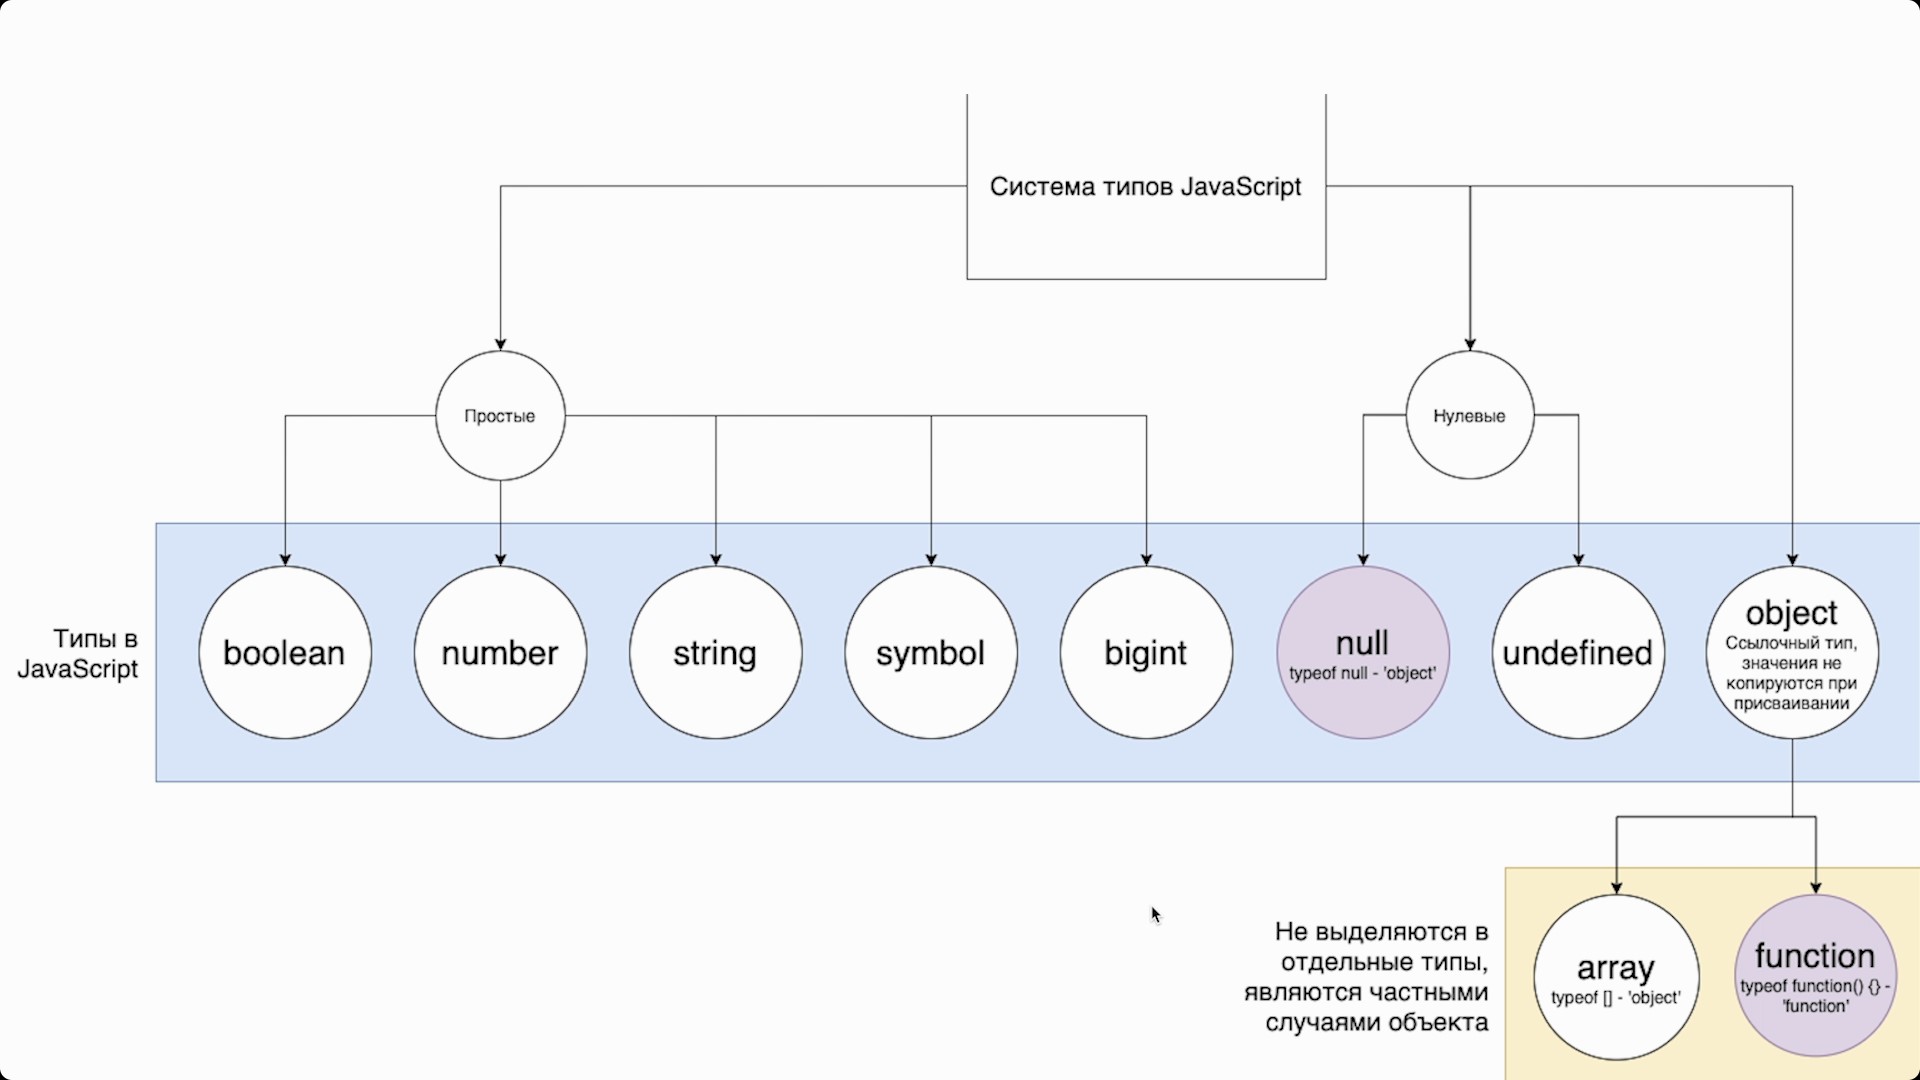 Система типов JavaScript
Простые
Нулевые
Типы в
JavaScript
boolean
number
string
symbol
bigint
null
typeof null - 'object'
undefined
object
Ссылочный тип,
значения не
копируются при
присваивании
Не выделяются в
отдельные типы,
являются частными
случаями объекта
array
typeof [] - 'object'
function
typeof function() {} -
'function'